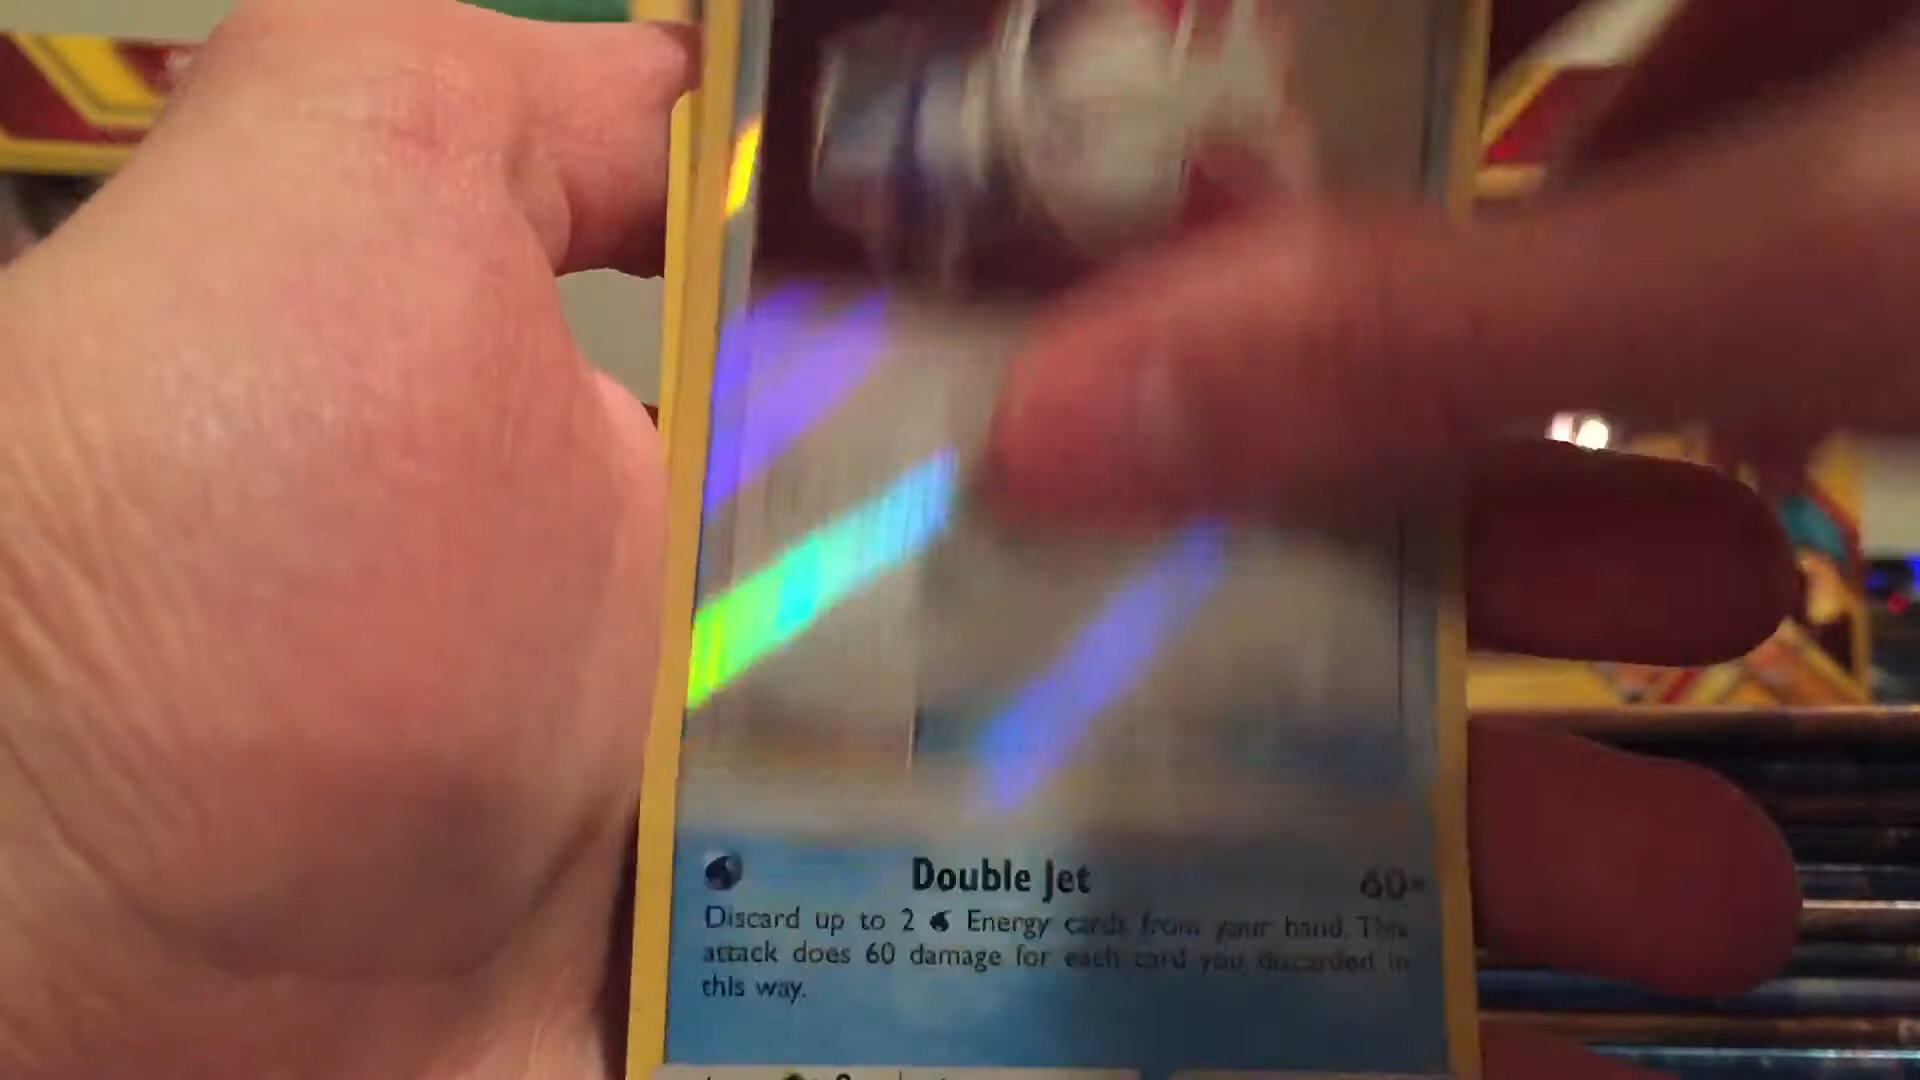 Double Jet 60×
Discard up to 2 Energy cards from your hand. This
attack does 60 damage for each card you discarded in
this way.